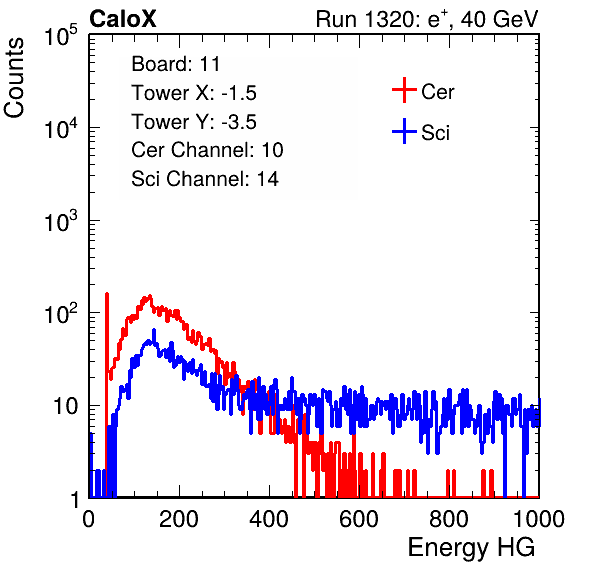 CaloX Run 1320: e⁺, 40 GeV
Counts
Board: 11
Tower X: -1.5
Tower Y: -3.5
Cer Channel: 10
Sci Channel: 14
Cer
Sci
10⁵
10⁴
10³
10²
10
1
0 200 400 600 800 1000
Energy HG